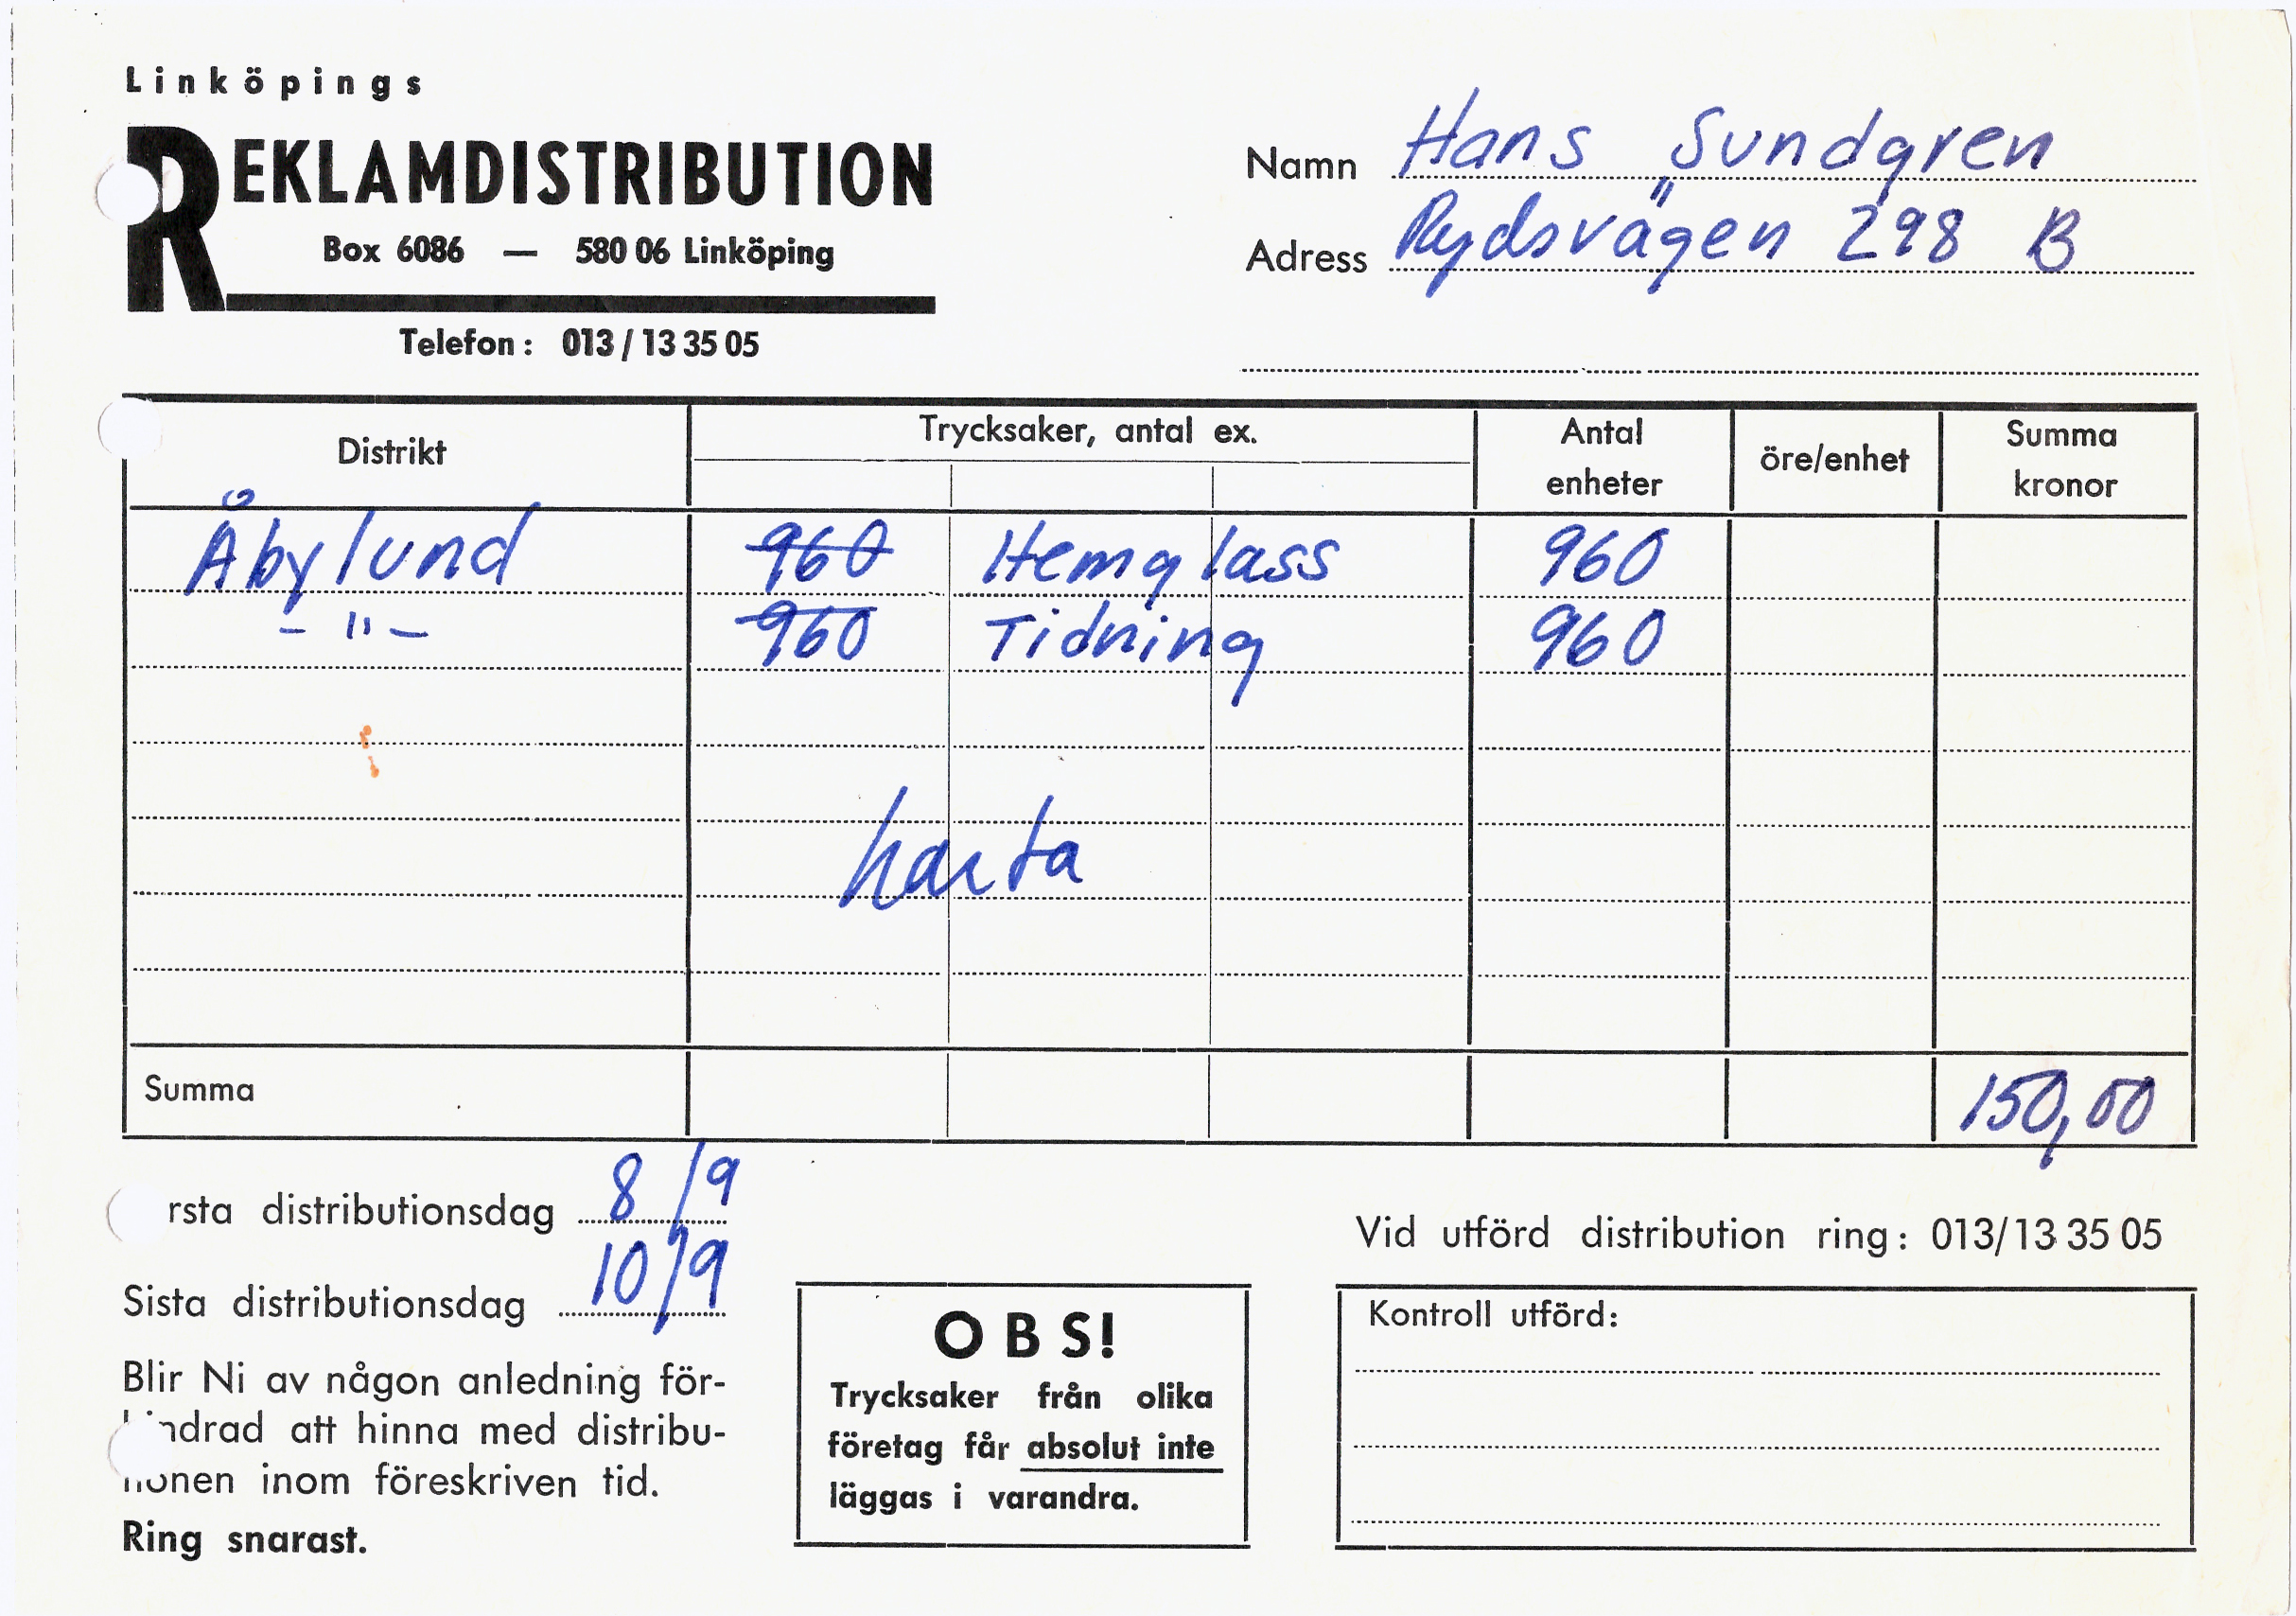 Linköpings
REKLAMDISTRIBUTION
Box 6086 — 580 06 Linköping
Telefon: 013/13 35 05
Namn Hans Sundgren
Adress Rydsvägen 298 B
Distrikt Trycksaker, antal ex. Antal enheter öre/enhet Summa kronor
Åbylund 960 Hemglass 960
- " - 960 Tidning 960
karta
Summa 150,00
rsta distributionsdag 8/9
Sista distributionsdag 10/9
Blir Ni av någon anledning för-
indrad att hinna med distribu-
tionen inom föreskriven tid.
Ring snarast.
OBS!
Trycksaker från olika
företag får absolut inte
läggas i varandra.
Vid utförd distribution ring: 013/13 35 05
Kontroll utförd: